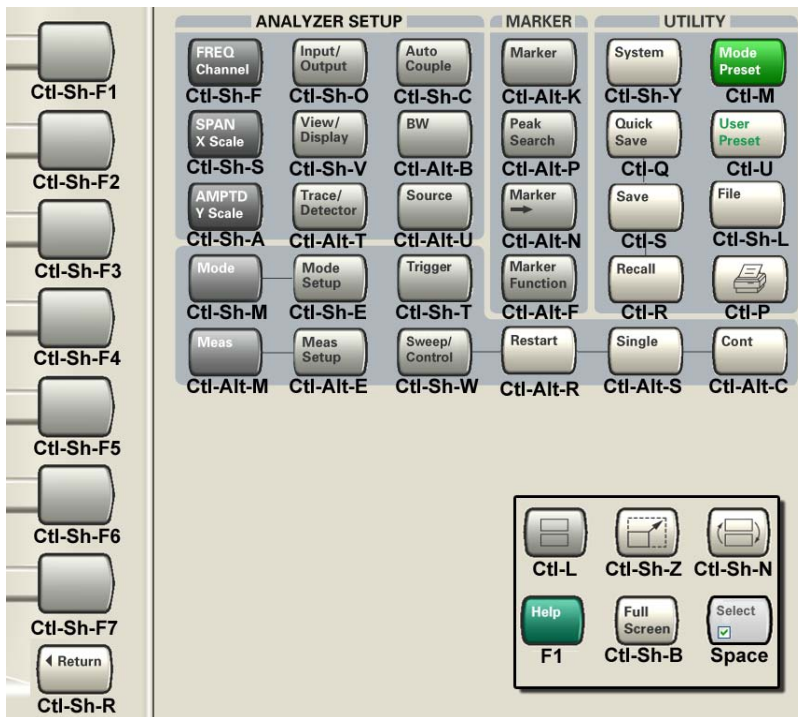 ANALYZER SETUP MARKER UTILITY
FREQ Channel
Ctl-Sh-F
Input/ Output
Ctl-Sh-O
Auto Couple
Ctl-Sh-C
Marker
Ctl-Alt-K
System
Ctl-Sh-Y
Mode Preset
Ctl-M
SPAN X Scale
Ctl-Sh-S
View/ Display
Ctl-Sh-V
BW
Ctl-Alt-B
Peak Search
Ctl-Alt-P
Quick Save
Ctl-Q
User Preset
Ctl-U
AMPTD Y Scale
Ctl-Sh-A
Trace/ Detector
Ctl-Alt-T
Source
Ctl-Alt-U
Marker
Ctl-Alt-N
Save
Ctl-S
File
Ctl-Sh-L
Mode
Ctl-Sh-M
Mode Setup
Ctl-Sh-E
Trigger
Ctl-Sh-T
Marker Function
Ctl-Alt-F
Recall
Ctl-R
Ctl-P
Meas
Ctl-Alt-M
Meas Setup
Ctl-Alt-E
Sweep/ Control
Ctl-Sh-W
Restart
Ctl-Alt-R
Single
Ctl-Alt-S
Cont
Ctl-Alt-C
Ctl-Sh-F1
Ctl-Sh-F2
Ctl-Sh-F3
Ctl-Sh-F4
Ctl-Sh-F5
Ctl-Sh-F6
Ctl-Sh-F7
Return
Ctl-Sh-R
Ctl-L
Ctl-Sh-Z
Ctl-Sh-N
Help
F1
Full Screen
Ctl-Sh-B
Select
Space